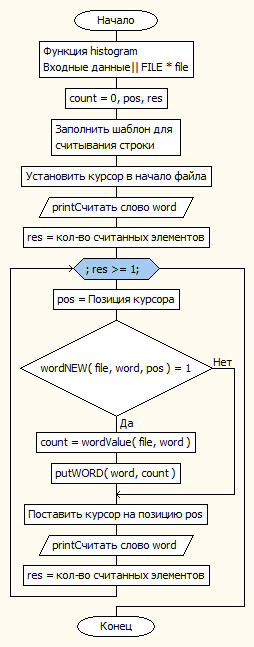 Начало
Функция histogram
Входные данные|| FILE * file
count = 0, pos, res
Заполнить шаблон для
считывания строки
Установить курсор в начало файла
printСчитать слово word
res = кол-во считанных элементов
; res >= 1;
pos = Позиция курсора
wordNEW( file, word, pos ) = 1
Нет
Да
count = wordValue( file, word )
putWORD( word, count )
Поставить курсор на позицию pos
printСчитать слово word
res = кол-во считанных элементов
Конец